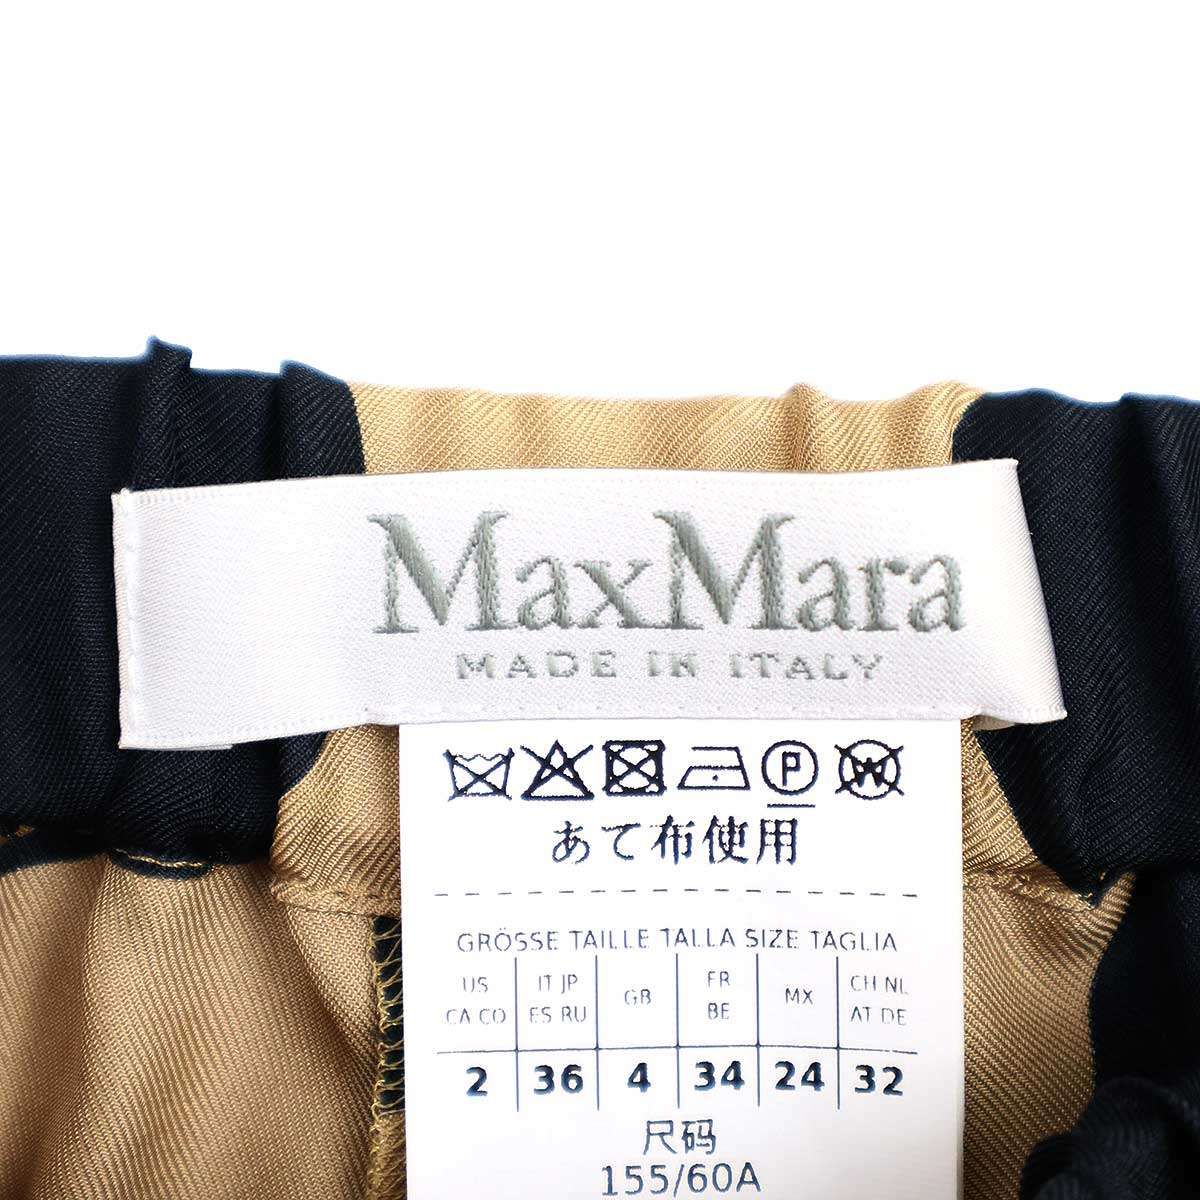 MaxMara
MADE IN ITALY
P W
あて布使用
GRÖSSE TAILLE TALLA SIZE TAGLIA
US IT JP GB FR MX CH NL
CA CO ES RU BE AT DE
2 36 4 34 24 32
尺码
155/60A